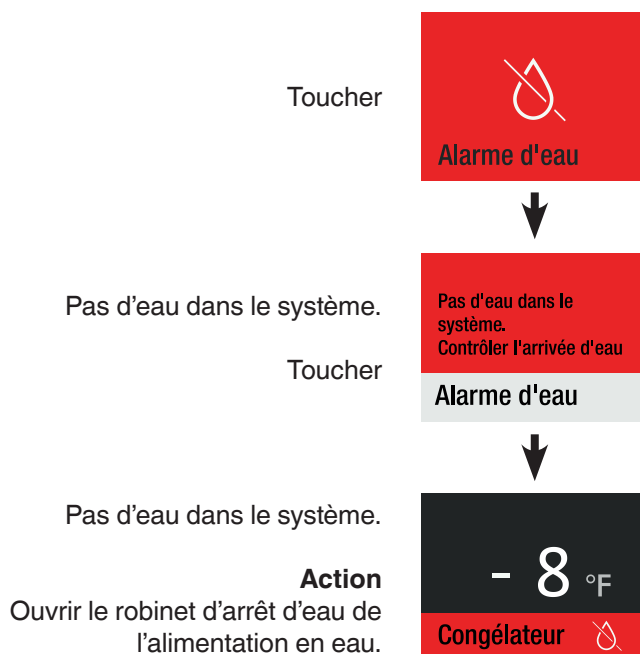 Toucher
Alarme d'eau
Pas d'eau dans le système.
Toucher
Pas d'eau dans le
système.
Contrôler l'arrivée d'eau
Alarme d'eau
Pas d'eau dans le système.
Action
Ouvrir le robinet d'arrêt d'eau de
l'alimentation en eau.
- 8 °F
Congélateur